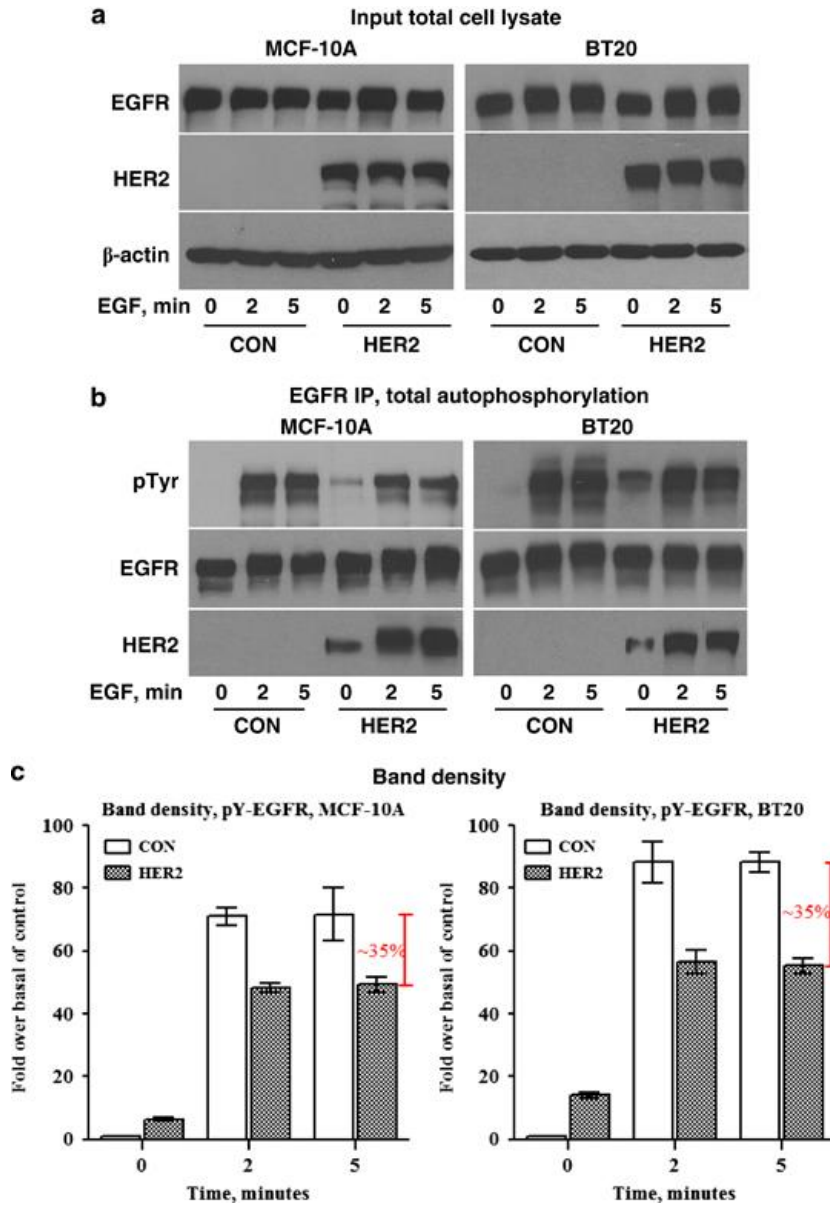 a
Input total cell lysate
MCF-10A BT20
EGFR
HER2
β-actin
EGF, min 0 2 5 0 2 5 0 2 5 0 2 5
CON HER2 CON HER2
b
EGFR IP, total autophosphorylation
MCF-10A BT20
pTyr
EGFR
HER2
EGF, min 0 2 5 0 2 5 0 2 5 0 2 5
CON HER2 CON HER2
c
Band density
Band density, pY-EGFR, MCF-10A
100
80
60
40
20
0
Fold over basal of control
CON
HER2
~35%
0 2 5
Time, minutes
Band density, pY-EGFR, BT20
100
80
60
40
20
0
Fold over basal of control
CON
HER2
~35%
0 2 5
Time, minutes